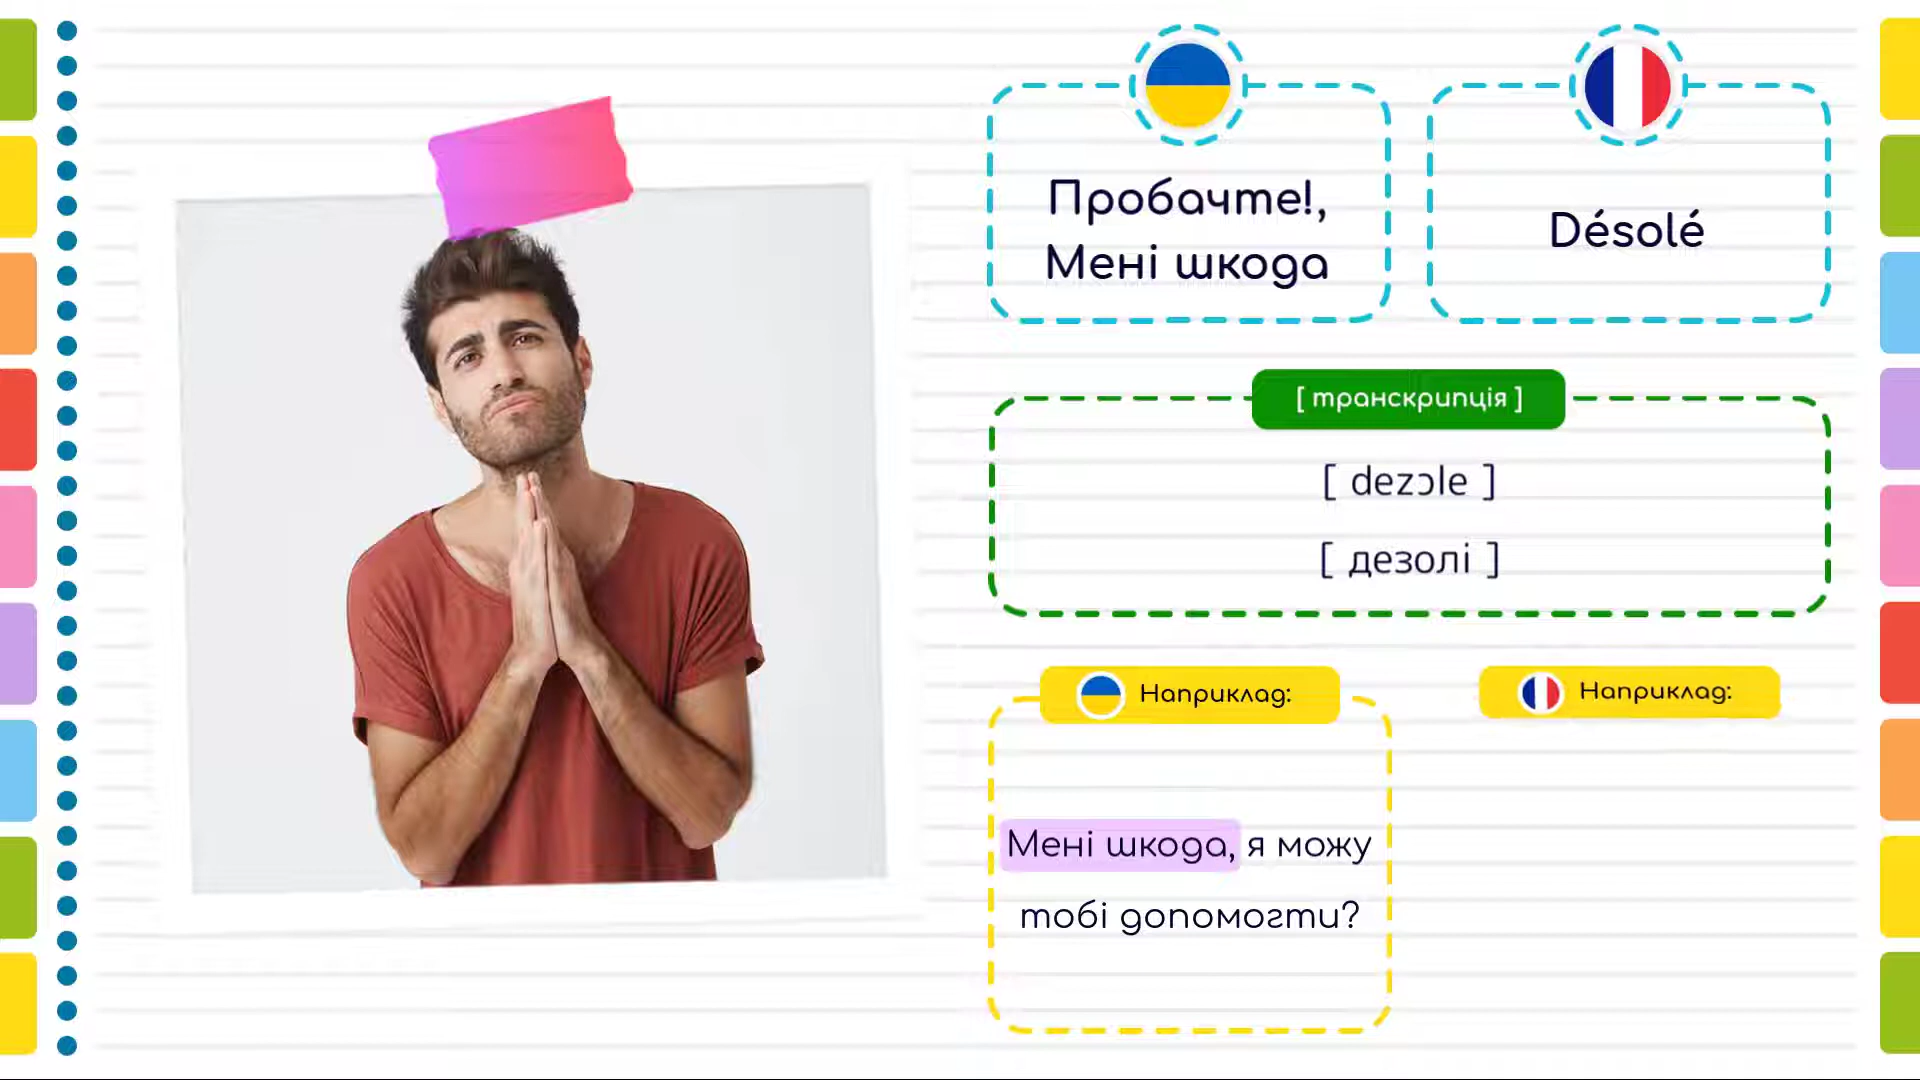 Пробачте!,
Мені шкода
Désolé
[ транскрипція ]
[ dezɔle ]
[ дезолі ]
Наприклад:
Мені шкода, я можу
тобі допомогти?
Наприклад: